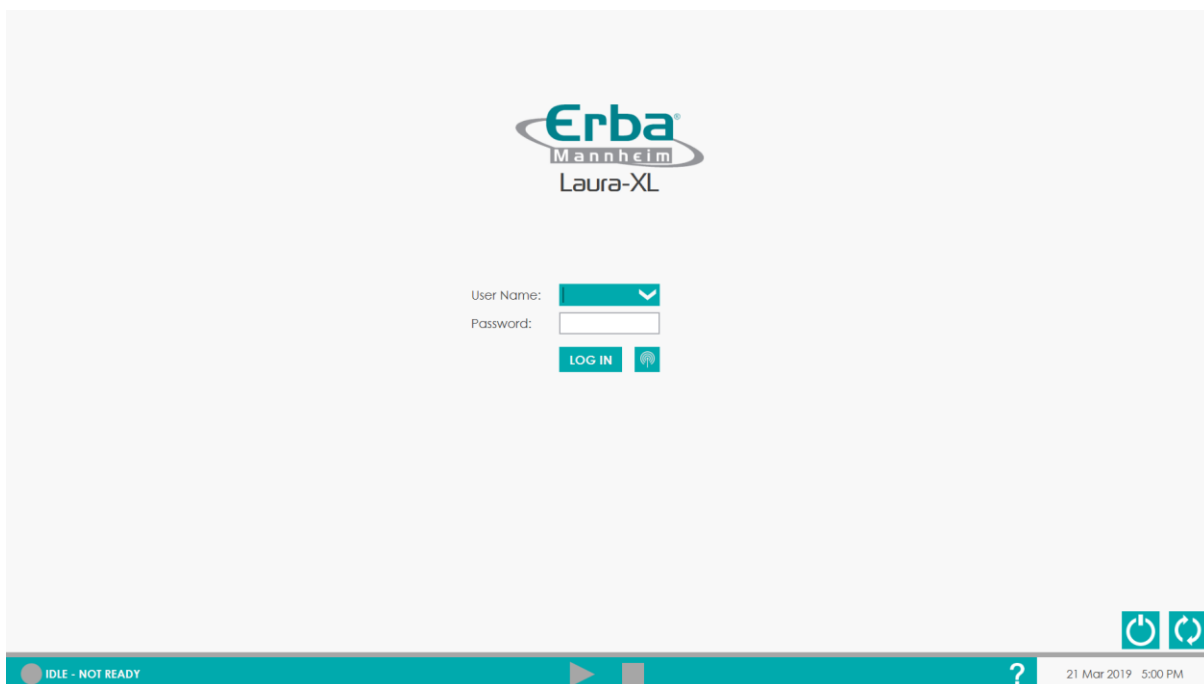 Erba®
Mannheim
Laura-XL
User Name:
Password:
LOG IN
IDLE - NOT READY
?
21 Mar 2019 5:00 PM